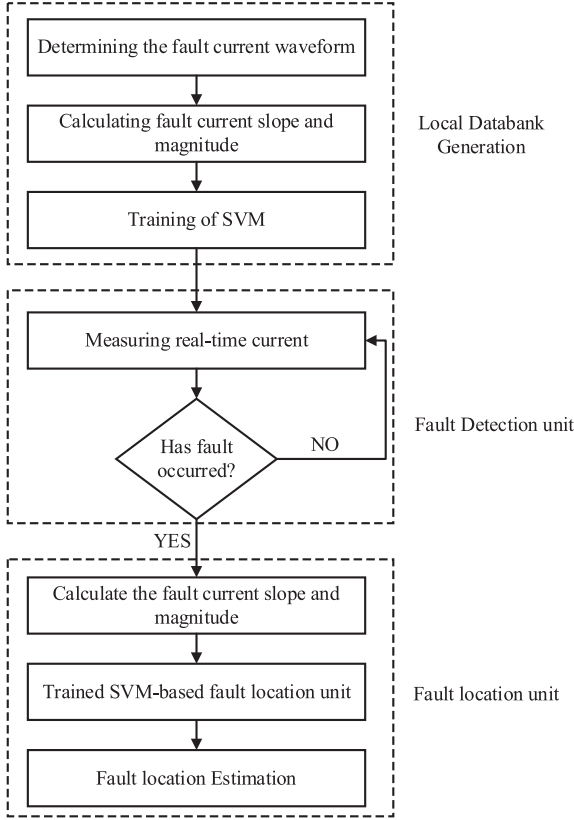 Determining the fault current waveform
Calculating fault current slope and
magnitude
Local Databank
Generation
Training of SVM
Measuring real-time current
Fault Detection unit
Has fault
occurred?
NO
YES
Calculate the fault current slope and
magnitude
Trained SVM-based fault location unit
Fault location unit
Fault location Estimation